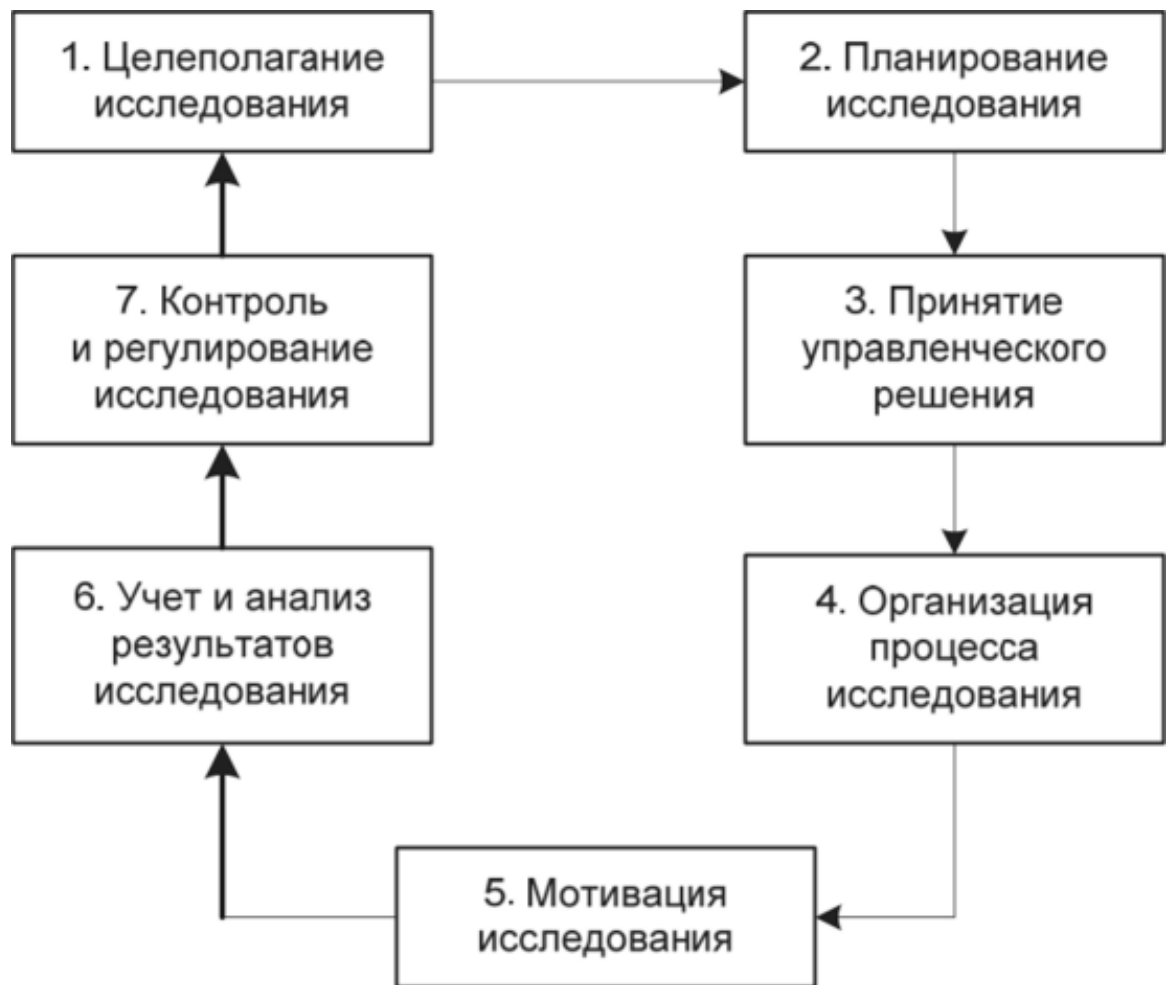 1. Целеполагание
исследования
2. Планирование
исследования
7. Контроль
и регулирование
исследования
3. Принятие
управленческого
решения
6. Учет и анализ
результатов
исследования
4. Организация
процесса
исследования
5. Мотивация
исследования